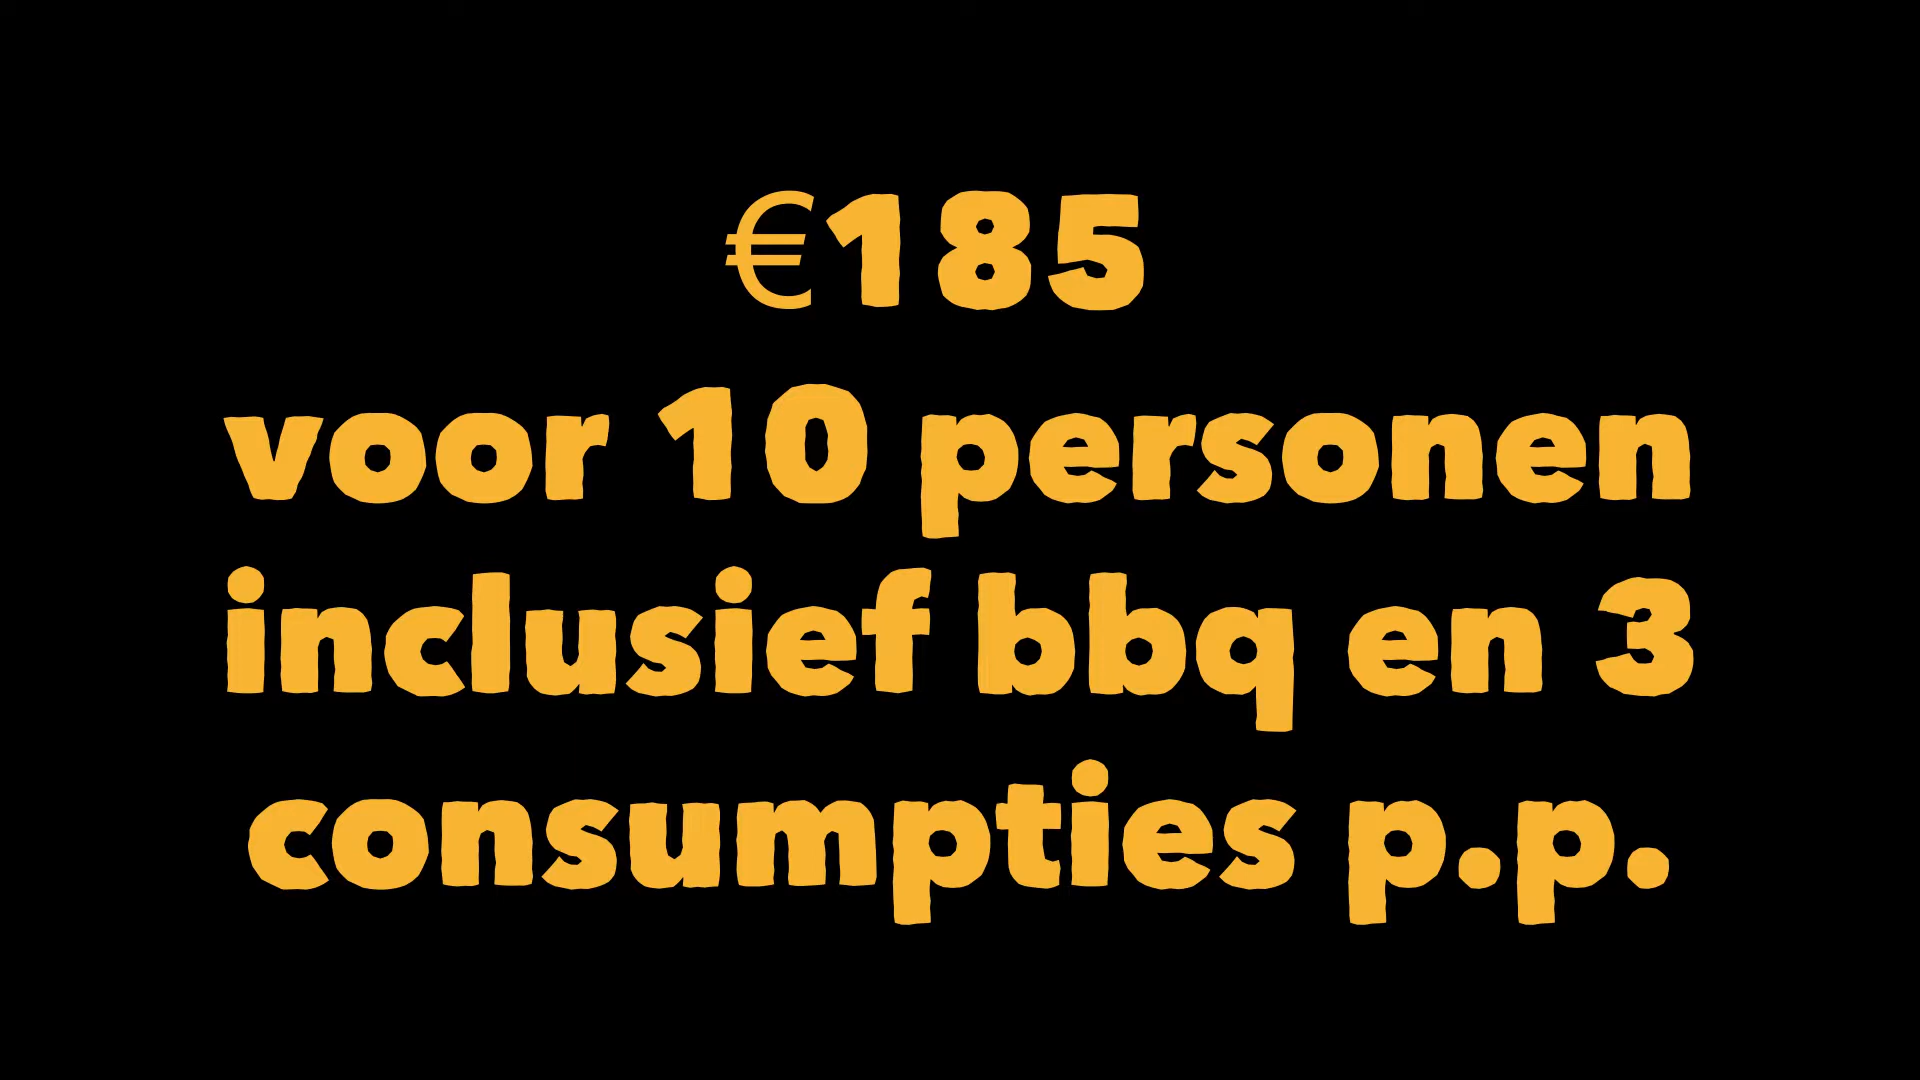 €185
voor 10 personen
inclusief bbq en 3
consumpties p.p.